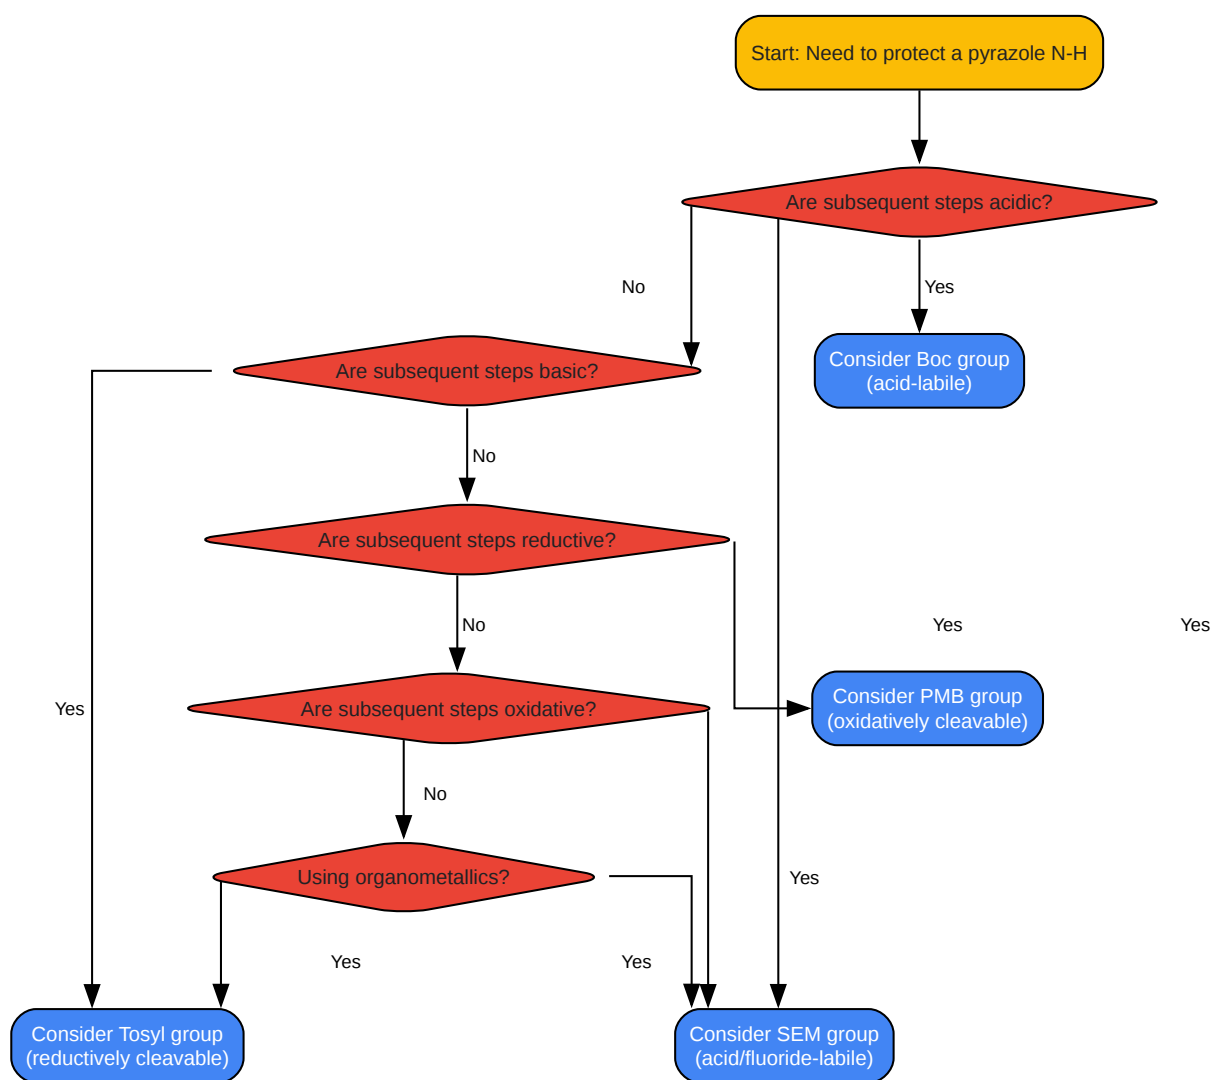 Start: Need to protect a pyrazole N-H
Are subsequent steps acidic?
No
Yes
Consider Boc group
(acid-labile)
Are subsequent steps basic?
No
Are subsequent steps reductive?
No
Yes
Yes
Consider PMB group
(oxidatively cleavable)
Yes
Are subsequent steps oxidative?
No
Using organometallics?
Yes
Yes
Yes
Consider Tosyl group
(reductively cleavable)
Consider SEM group
(acid/fluoride-labile)